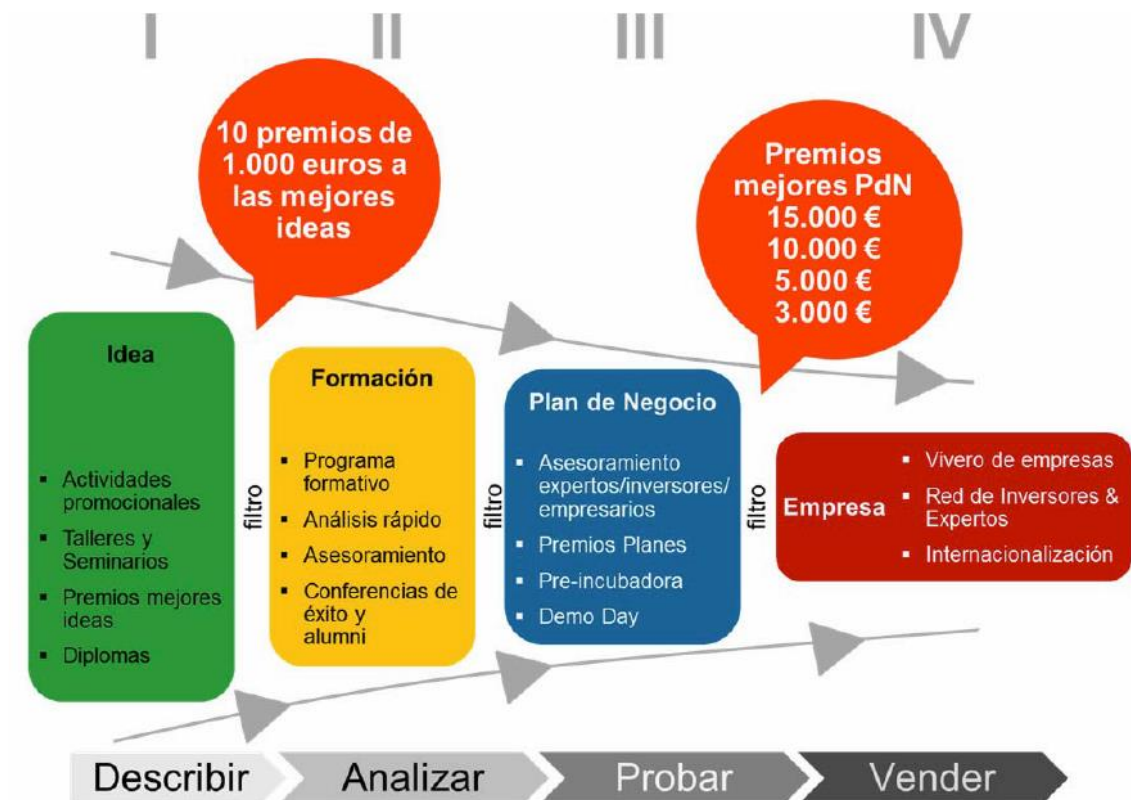 I
II
III
IV
10 premios de
1.000 euros a
las mejores
ideas
Premios
mejores PdN
15.000 €
10.000 €
5.000 €
3.000 €
Idea
▪ Actividades
promocionales
▪ Talleres y
Seminarios
▪ Premios mejores
ideas
▪ Diplomas
filtro
Formación
▪ Programa
formativo
▪ Análisis rápido
▪ Asesoramiento
▪ Conferencias de
éxito y
alumni
filtro
Plan de Negocio
▪ Asesoramiento
expertos/inversores/
empresarios
▪ Premios Planes
▪ Pre-incubadora
▪ Demo Day
filtro
Empresa
▪ Vivero de empresas
▪ Red de Inversores &
Expertos
▪ Internacionalización
Describir
Analizar
Probar
Vender